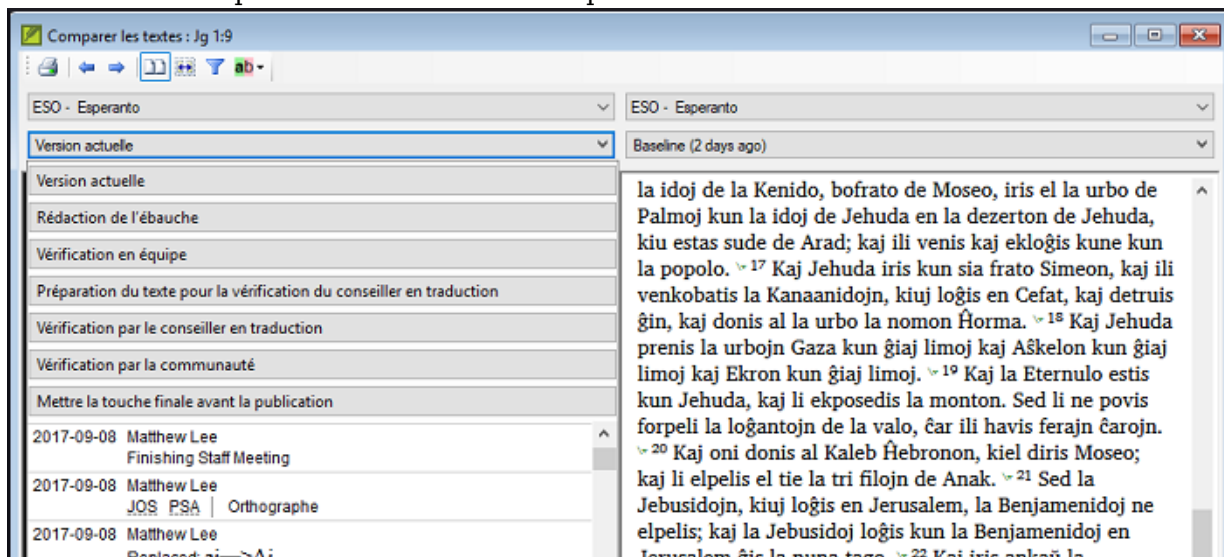 Comparer les textes : Jg 1:9
ab
ESO - Esperanto
ESO - Esperanto
Version actuelle
Baseline (2 days ago)
Version actuelle
Rédaction de l'ébauche
Vérification en équipe
Préparation du texte pour la vérification du conseiller en traduction
Vérification par le conseiller en traduction
Vérification par la communauté
Mettre la touche finale avant la publication
2017-09-08 Matthew Lee
Finishing Staff Meeting
2017-09-08 Matthew Lee
JOS PSA | Orthographe
2017-09-08 Matthew Lee
la idoj de la Kenido, bofrato de Moseo, iris el la urbo de
Palmoj kun la idoj de Jehuda en la dezerton de Jehuda,
kiu estas sude de Arad; kaj ili venis kaj ekloĝis kune kun
la popolo. 17 Kaj Jehuda iris kun sia frato Simeon, kaj ili
venkobatis la Kanaanidojn, kiuj loĝis en Cefat, kaj detruis
ĝin, kaj donis al la urbo la nomon Ĥorma. 18 Kaj Jehuda
prenis la urbojn Gaza kun ĝiaj limoj kaj Aŝkelon kun ĝiaj
limoj kaj Ekron kun ĝiaj limoj. 19 Kaj la Eternulo estis
kun Jehuda, kaj li ekposedis la monton. Sed li ne povis
forpeli la loĝantojn de la valo, ĉar ili havis ferajn ĉarojn.
20 Kaj oni donis al Kaleb Ĥebronon, kiel diris Moseo;
kaj li elpelis el tie la tri filojn de Anak. 21 Sed la
Jebusidojn, kiuj loĝis en Jerusalem, la Benjamenidoj ne
elpelis; kaj la Jebusidoj loĝis kun la Benjamenidoj en
Jerusalem ĝis la nuna tago. 22 Kaj iris ankaŭ la